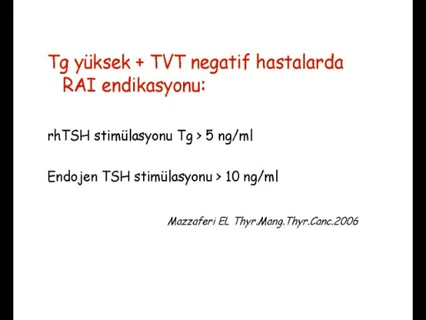 Tg yüksek + TVT negatif hastalarda
RAI endikasyonu:
rhTSH stimülasyonu Tg > 5 ng/ml
Endojen TSH stimülasyonu > 10 ng/ml
Mazzaferi EL Thyr.Mang.Thyr.Canc.2006